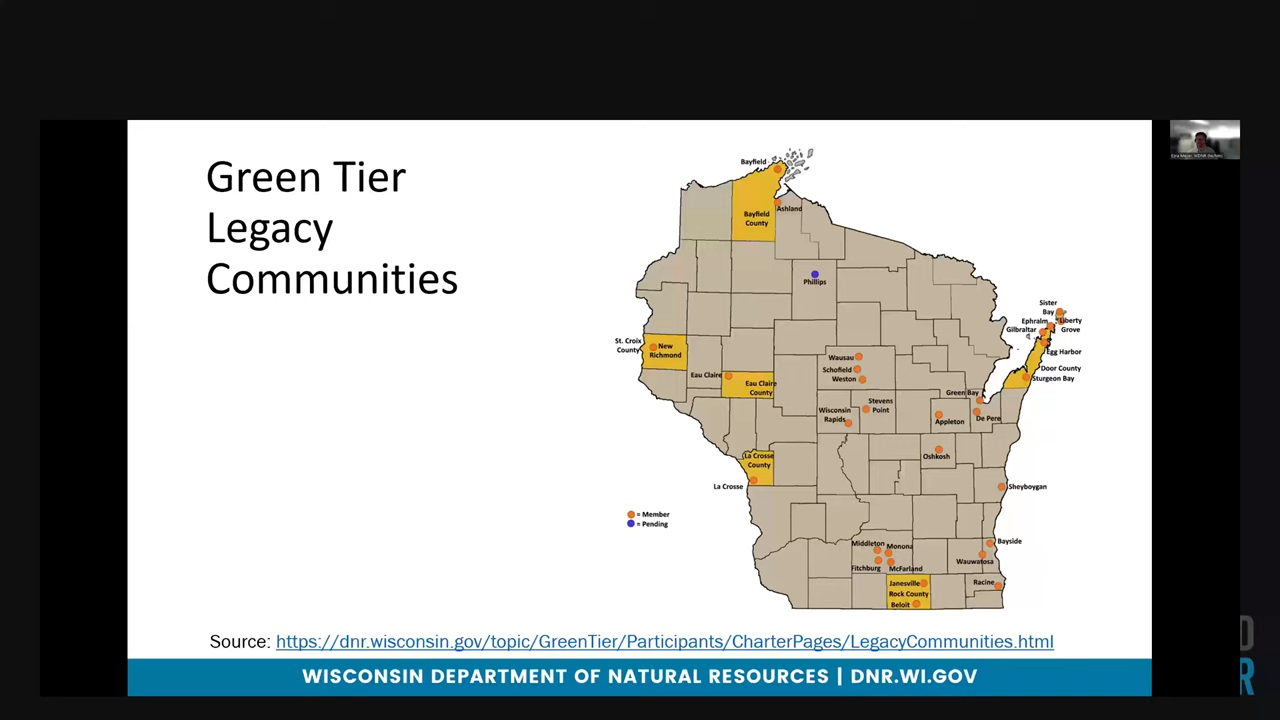 Green Tier
Legacy
Communities
Bayfield
Bayfield
County
Ashland
Phillips
Sister
Bay
Ephraim
Liberty
Grove
Gilbraltar
Egg Harbor
Door County
Sturgeon Bay
St. Croix
County
New
Richmond
Eau Claire
Eau Claire
County
Wausau
Schofield
Weston
Wisconsin
Rapids
Stevens
Point
Green Bay
De Pere
Appleton
Oshkosh
La Crosse
County
La Crosse
Sheyboygan
= Member
= Pending
Middleton
Monona
Fitchburg
McFarland
Bayside
Wauwatosa
Janesville
Rock County
Beloit
Racine
Source: https://dnr.wisconsin.gov/topic/GreenTier/Participants/CharterPages/LegacyCommunities.html
WISCONSIN DEPARTMENT OF NATURAL RESOURCES | DNR.WI.GOV